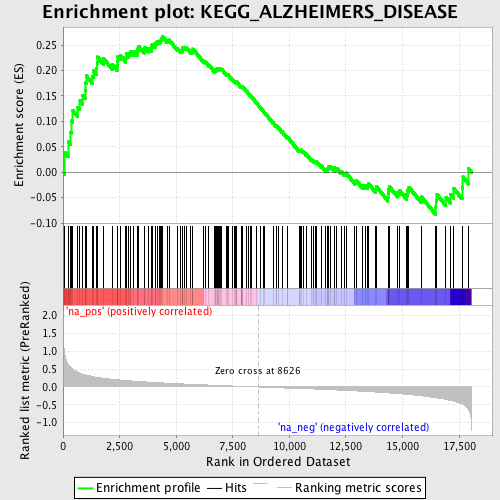 Enrichment plot: KEGG_ALZHEIMERS_DISEASE
Enrichment score (ES)
0.25
0.20
0.15
0.10
0.05
0.00
-0.05
-0.10
'na_pos' (positively correlated)
Ranked list metric (PreRanked)
2.0
1.5
1.0
0.5
0.0
-0.5
-1.0
Zero cross at 8626
'na_neg' (negatively correlated)
0
2,500
5,000
7,500
10,000
12,500
15,000
17,500
Rank in Ordered Dataset
Enrichment profile
Hits
Ranking metric scores